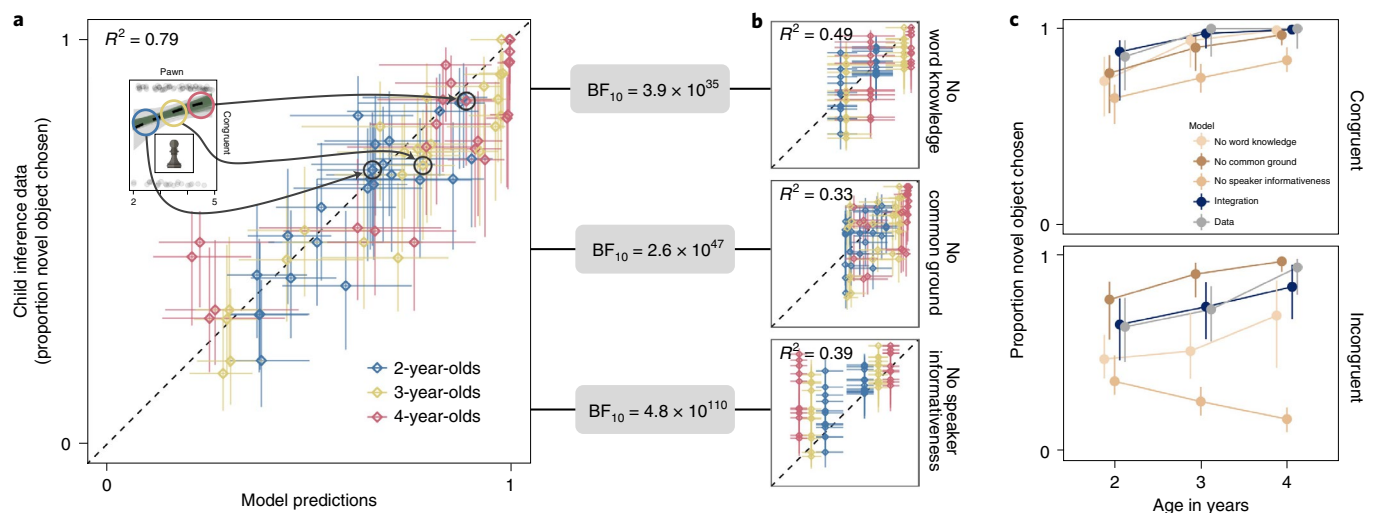 a
R² = 0.79
Pawn
Congruent
2 5
1
0
Child inference data
(proportion novel object chosen)
2-year-olds
3-year-olds
4-year-olds
0 1
Model predictions
BF₁₀ = 3.9 × 10³⁵
BF₁₀ = 2.6 × 10⁴⁷
BF₁₀ = 4.8 × 10¹¹⁰
b
R² = 0.49
No
word knowledge
R² = 0.33
No
common ground
R² = 0.39
No speaker
informativeness
c
1
0
Model
No word knowledge
No common ground
No speaker informativeness
Integration
Data
Congruent
Proportion novel object chosen
1
0
Incongruent
2 3 4
Age in years